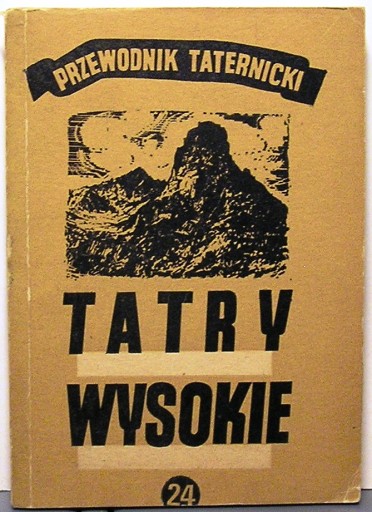 PRZEWODNIK TATERNICKI
TATRY
WYSOKIE
24